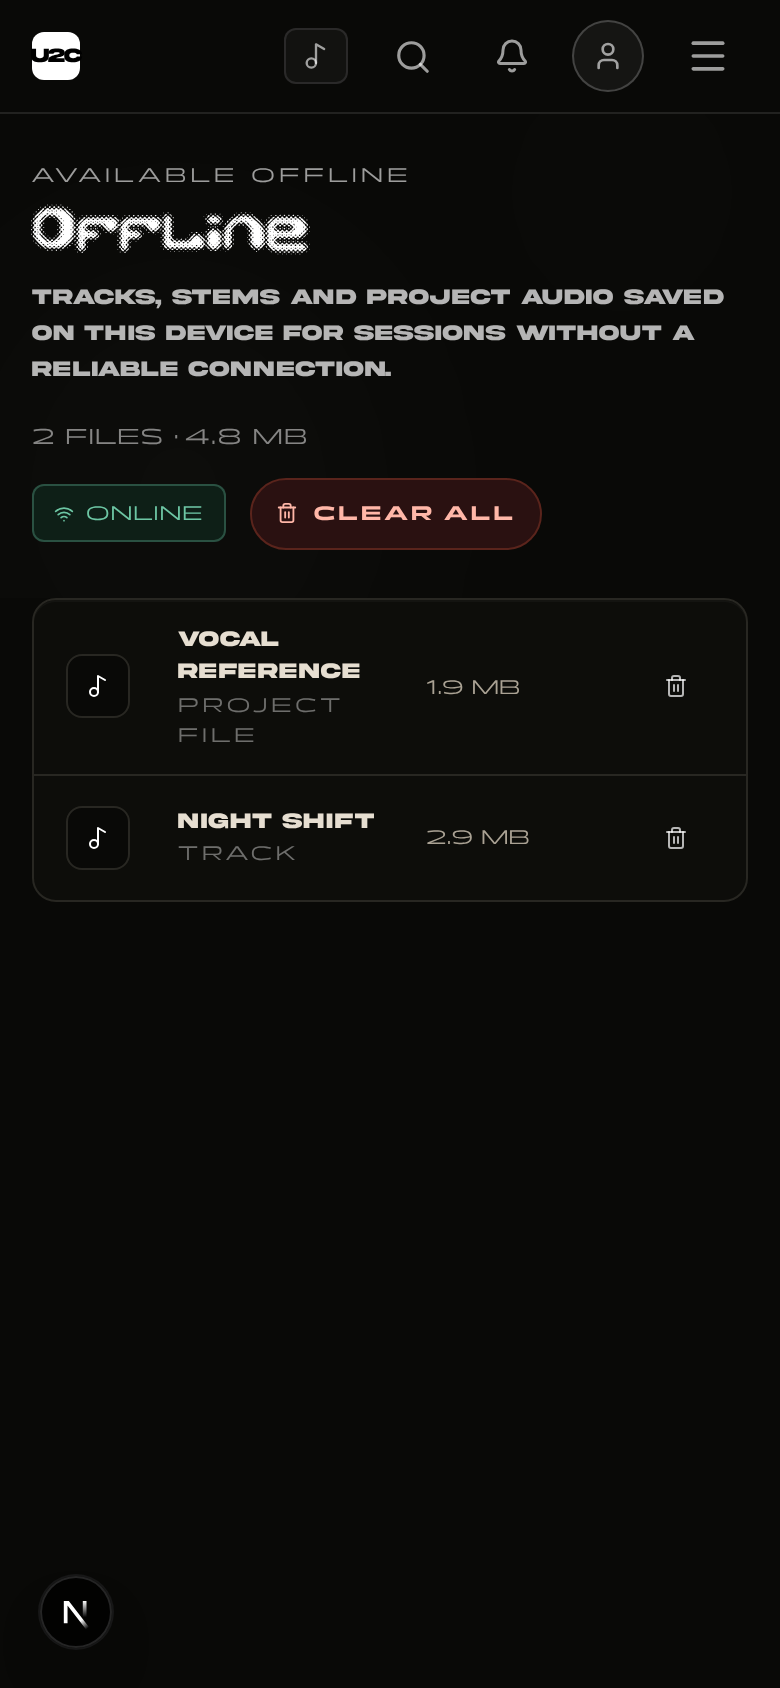 U2C
AVAILABLE OFFLINE
OFFLine
TRACKS, STEMS AND PROJECT AUDIO SAVED
ON THIS DEVICE FOR SESSIONS WITHOUT A
RELIABLE CONNECTION.
2 FILES · 4.8 MB
ONLINE
CLEAR ALL
VOCAL
REFERENCE
PROJECT
FILE
1.9 MB
NIGHT SHIFT
TRACK
2.9 MB
N